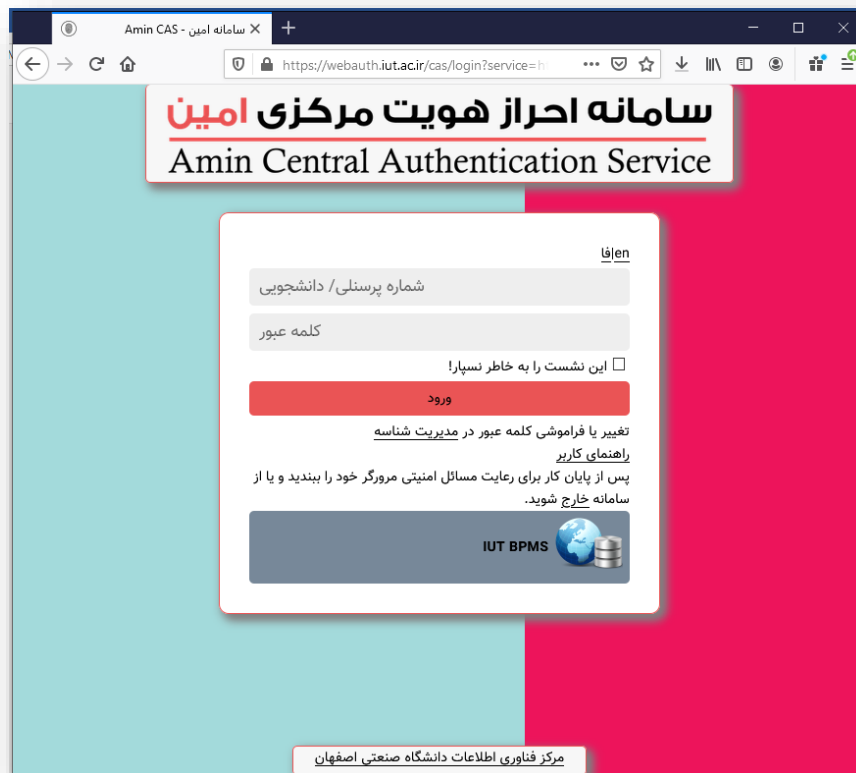 سامانه امین - Amin CAS
https://webauth.iut.ac.ir/cas/login?service=h
سامانه احراز هویت مرکزی امین
Amin Central Authentication Service
en|فا
شماره پرسنلی/ دانشجویی
کلمه عبور
این نشست را به خاطر نسپار!
ورود
تغییر یا فراموشی کلمه عبور در مدیریت شناسه
راهنمای کاربر
پس از پایان کار برای رعایت مسائل امنیتی مرورگر خود را ببندید و یا از
سامانه خارج شوید.
IUT BPMS
مرکز فناوری اطلاعات دانشگاه صنعتی اصفهان